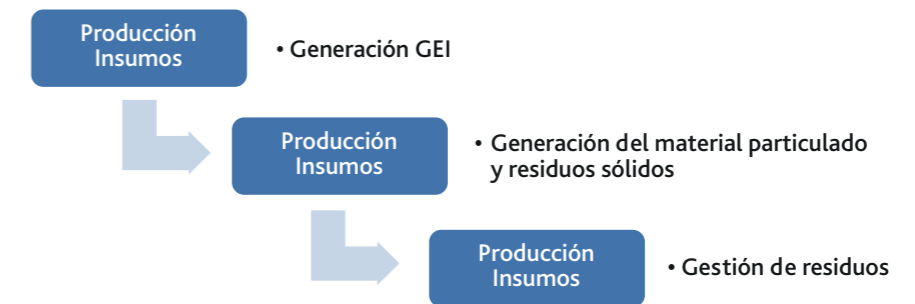 Producción
Insumos
• Generación GEI
Producción
Insumos
• Generación del material particulado
y residuos sólidos
Producción
Insumos
• Gestión de residuos